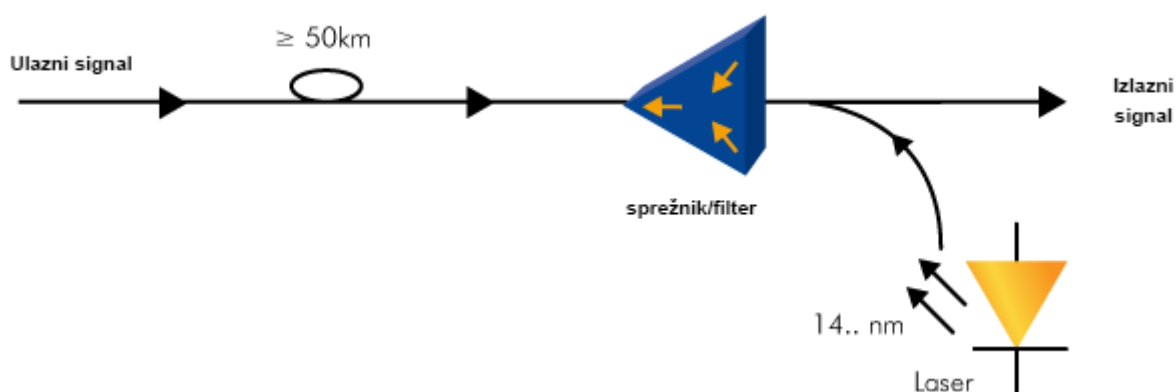 ≥ 50km
Ulazni signal
Izlazni
signal
sprežnik/filter
14.. nm
Laser